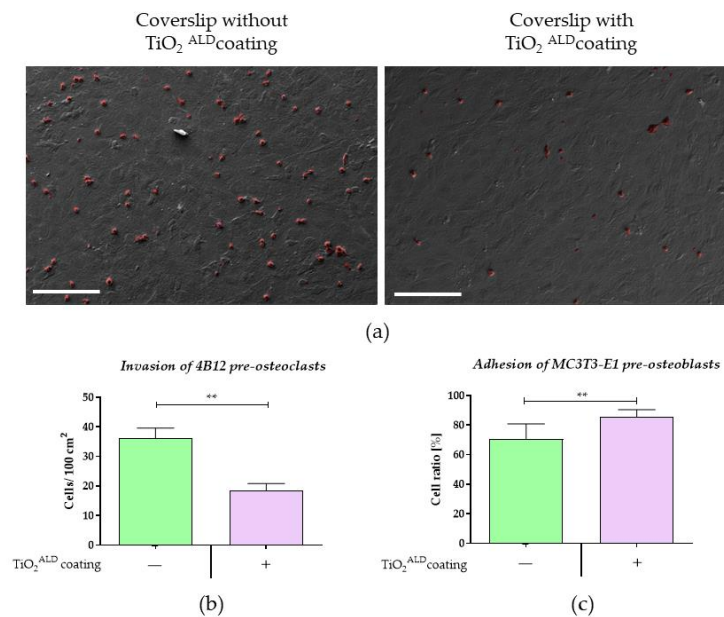 Coverslip without
TiO₂ ᴬᴸᴰcoating
Coverslip with
TiO₂ ᴬᴸᴰcoating
(a)
Invasion of 4B12 pre-osteoclasts
**
Cells/ 100 cm²
50
40
30
20
10
0
TiO₂ᴬᴸᴰcoating
—
+
(b)
Adhesion of MC3T3-E1 pre-osteoblasts
**
Cell ratio [%]
100
80
60
40
20
0
TiO₂ᴬᴸᴰcoating
—
+
(c)